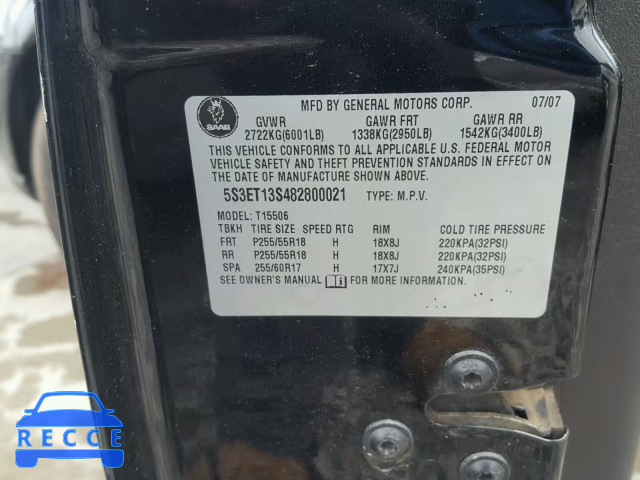 MFD BY GENERAL MOTORS CORP. 07/07
SAAB
GVWR GAWR FRT GAWR RR
2722KG(6001LB) 1338KG(2950LB) 1542KG(3400LB)
THIS VEHICLE CONFORMS TO ALL APPLICABLE U.S. FEDERAL MOTOR
VEHICLE SAFETY AND THEFT PREVENTION STANDARDS IN EFFECT ON
THE DATE OF MANUFACTURE SHOWN ABOVE.
5S3ET13S482800021 TYPE: M.P.V.
MODEL: T15506
TBKH TIRE SIZE SPEED RTG RIM COLD TIRE PRESSURE
FRT P255/55R18 H 18X8J 220KPA(32PSI)
RR P255/55R18 H 18X8J 220KPA(32PSI)
SPA 255/60R17 H 17X7J 240KPA(35PSI)
SEE OWNER'S MANUAL FOR MORE INFORMATION.
RECCE